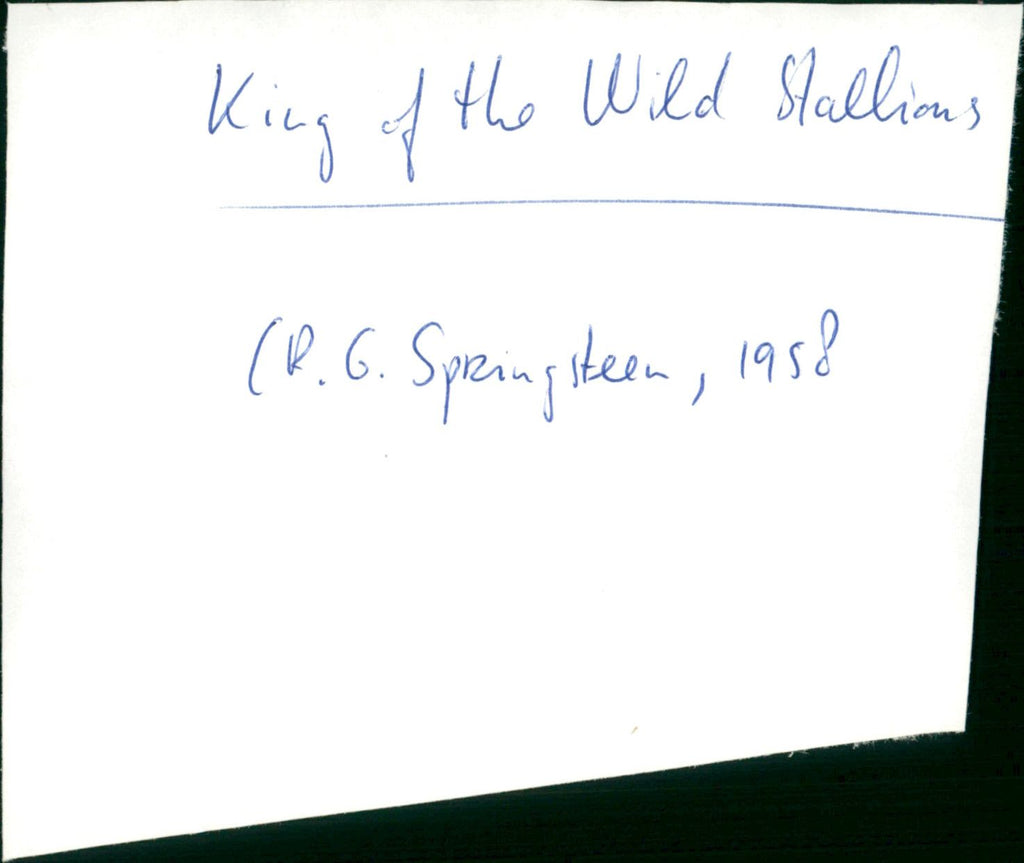 King of the Wild Stallions
(R. G. Springsteen, 1958